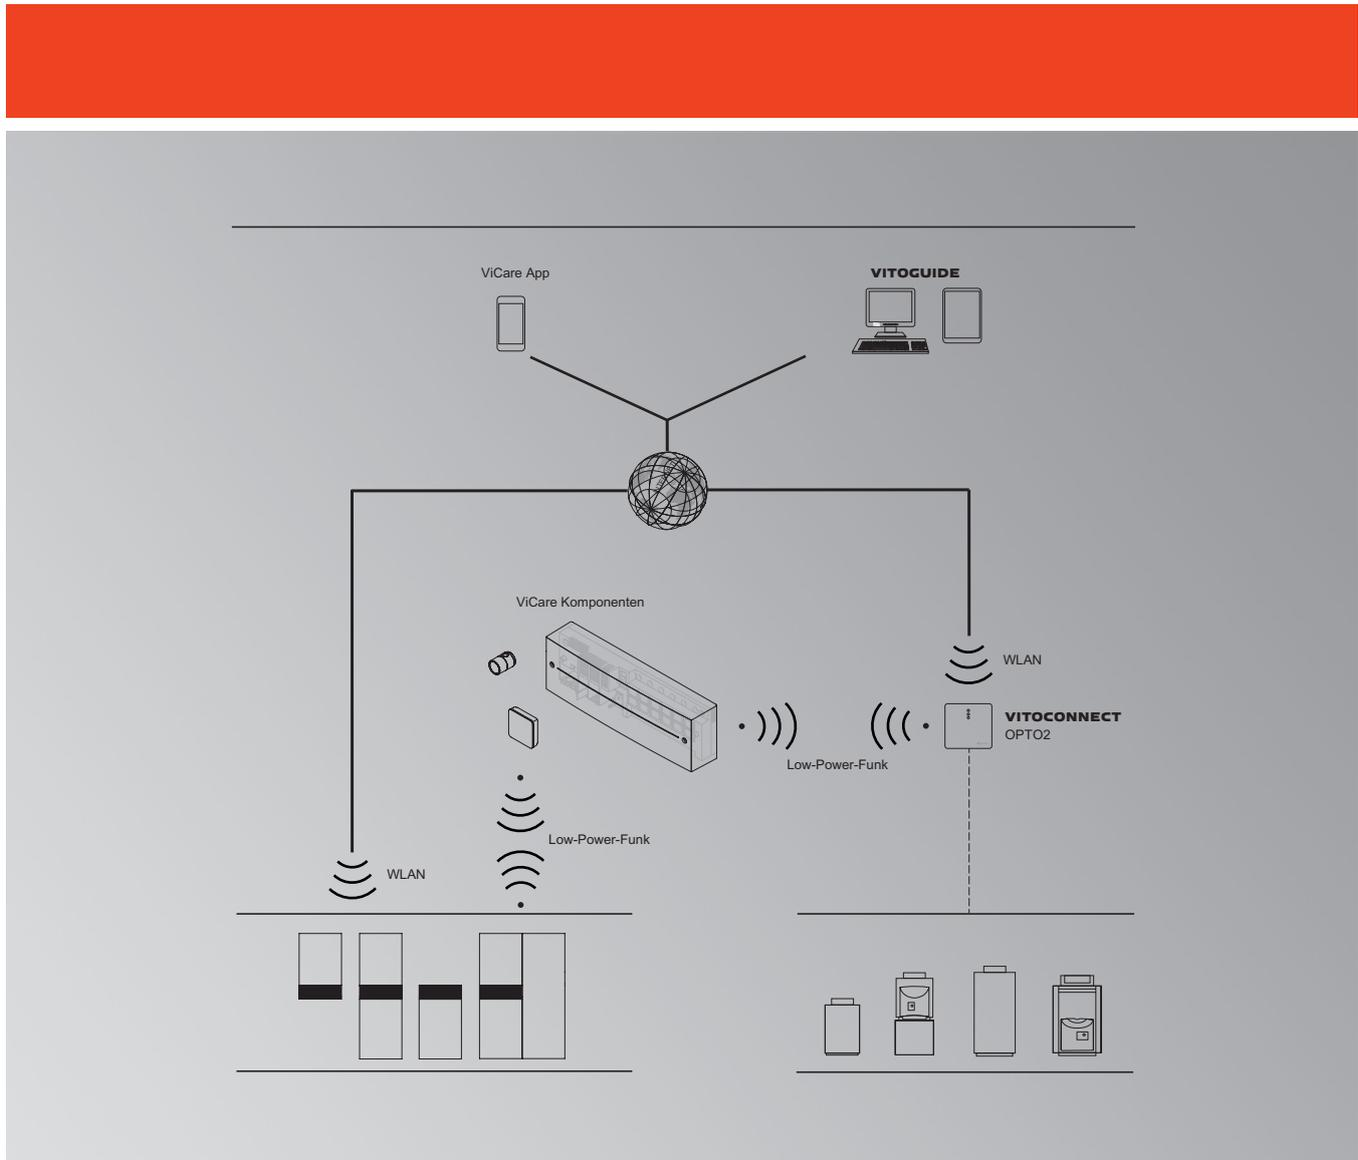 ViCare App
VITOGUIDE
ViCare Komponenten
WLAN
VITOCONNECT
OPTO2
Low-Power-Funk
Low-Power-Funk
WLAN